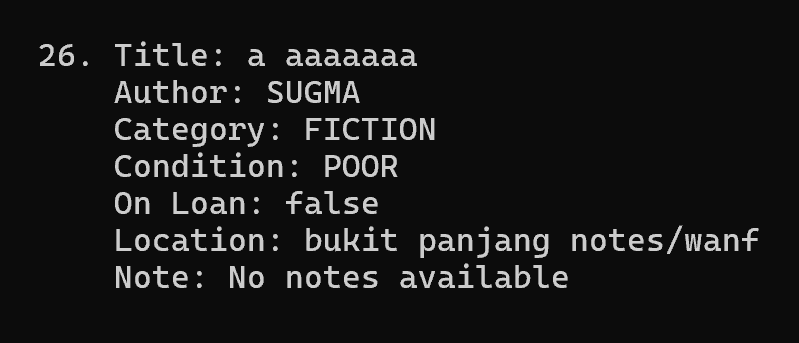 26. Title: a aaaaaaa
Author: SUGMA
Category: FICTION
Condition: POOR
On Loan: false
Location: bukit panjang notes/wanf
Note: No notes available